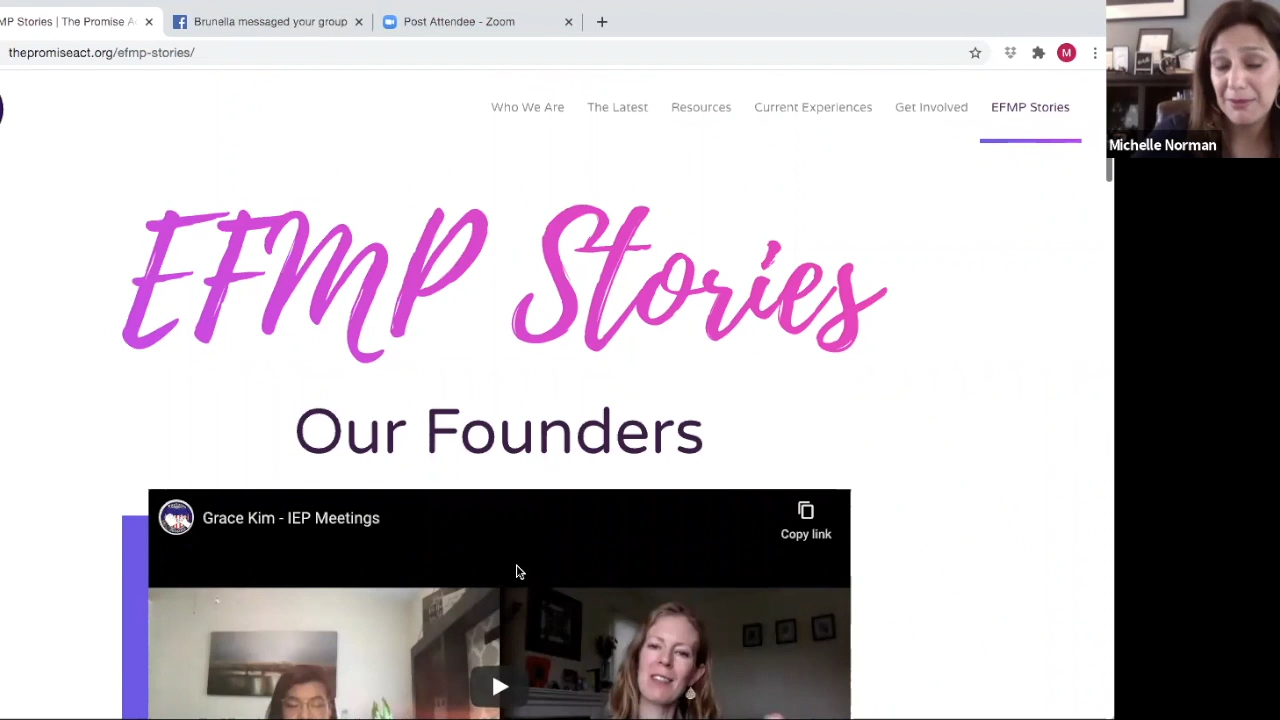 MP Stories | The Promise A
Brunella messaged your group
Post Attendee - Zoom
thepromiseact.org/efmp-stories/
M
Who We Are
The Latest
Resources
Current Experiences
Get Involved
EFMP Stories
Michelle Norman
EFMP Stories
Our Founders
Grace Kim - IEP Meetings
Copy link